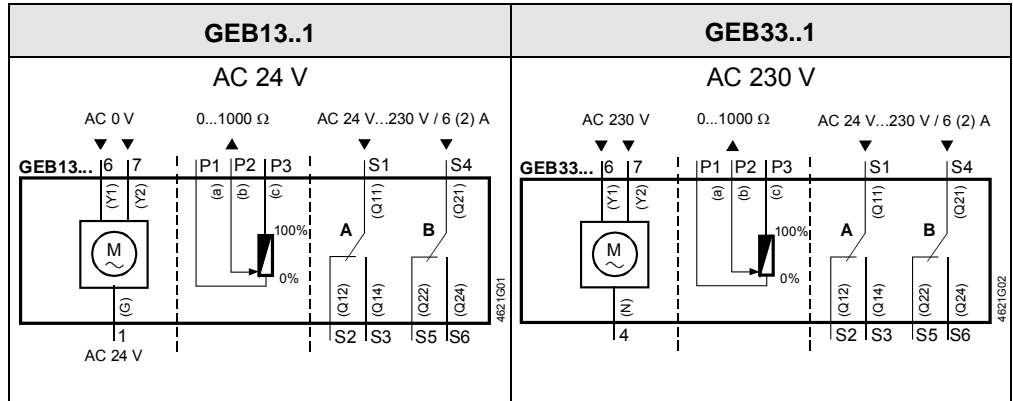 GEB13..1
AC 24 V
AC 0 V 0...1000 Ω AC 24 V...230 V / 6 (2) A
GEB13... 6 7 P1 P2 P3 S1 S4
(Y1) (Y2) (a) (b) (c) (Q11) (Q21)
M 100% A B
0%
(G) (Q12) (Q14) (Q22) (Q24)
1 S2 S3 S5 S6
AC 24 V
4621G01
GEB33..1
AC 230 V
AC 230 V 0...1000 Ω AC 24 V...230 V / 6 (2) A
GEB33... 6 7 P1 P2 P3 S1 S4
(Y1) (Y2) (a) (b) (c) (Q11) (Q21)
M 100% A B
0%
(N) (Q12) (Q14) (Q22) (Q24)
4 S2 S3 S5 S6
4621G02